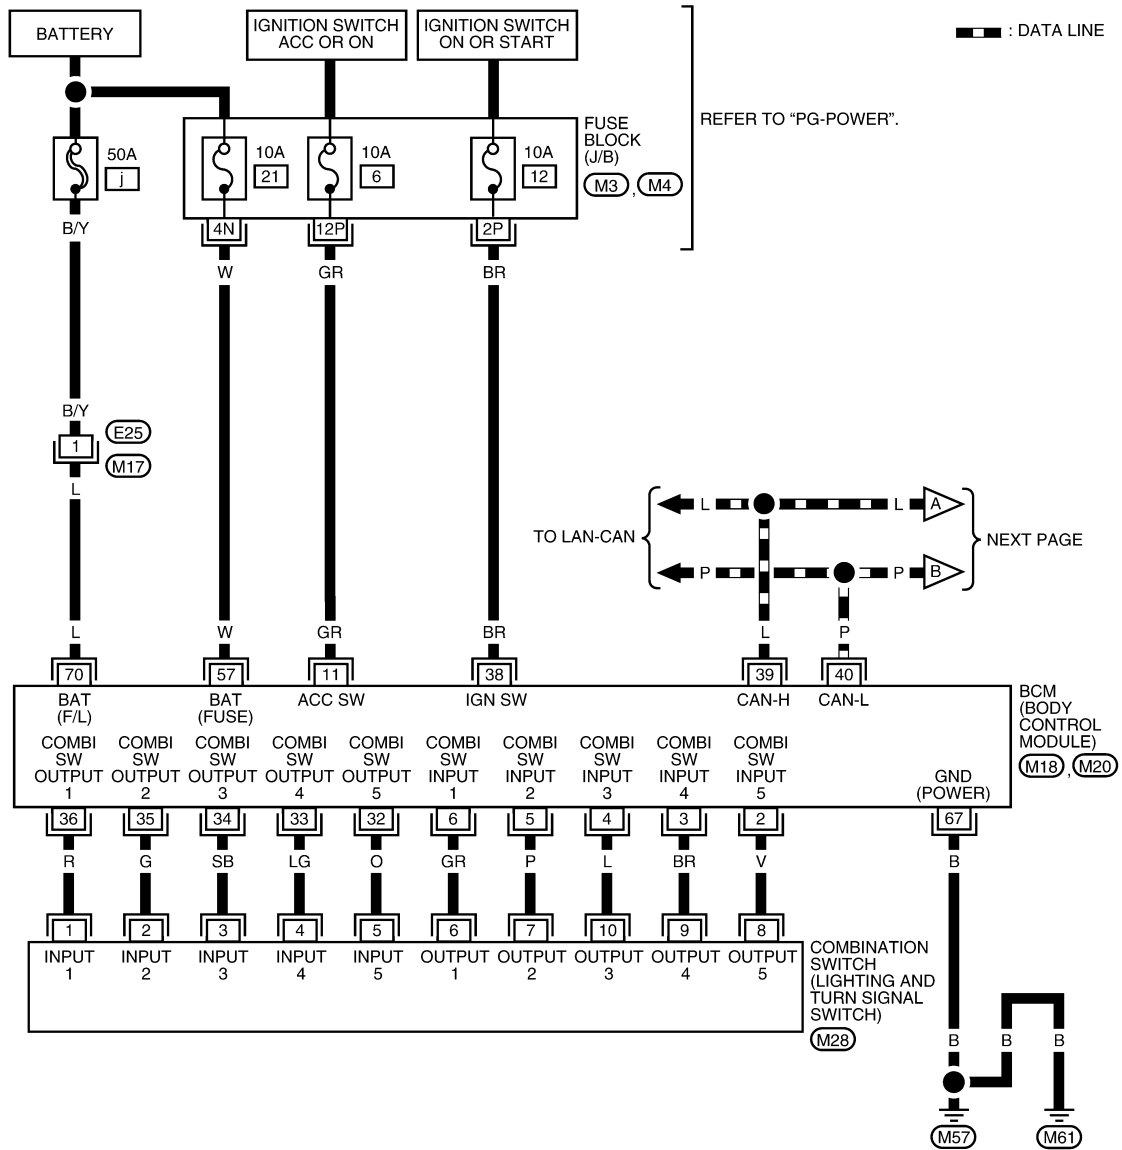 BATTERY
IGNITION SWITCH
ACC OR ON
IGNITION SWITCH
ON OR START
: DATA LINE
REFER TO “PG-POWER”.
50A
j
10A
21
10A
6
10A
12
FUSE
BLOCK
(J/B)
M3 , M4
4N
12P
2P
B/Y
W
GR
BR
B/Y
1
E25
M17
L
TO LAN-CAN
L
L
A
P
P
B
NEXT PAGE
L
W
GR
BR
L
P
70
57
11
38
39
40
BAT
(F/L)
BAT
(FUSE)
ACC SW
IGN SW
CAN-H
CAN-L
BCM
(BODY
CONTROL
MODULE)
M18 , M20
COMBI
SW
OUTPUT
1
COMBI
SW
OUTPUT
2
COMBI
SW
OUTPUT
3
COMBI
SW
OUTPUT
4
COMBI
SW
OUTPUT
5
COMBI
SW
INPUT
1
COMBI
SW
INPUT
2
COMBI
SW
INPUT
3
COMBI
SW
INPUT
4
COMBI
SW
INPUT
5
GND
(POWER)
36
35
34
33
32
6
5
4
3
2
67
R
G
SB
LG
O
GR
P
L
BR
V
B
1
2
3
4
5
6
7
10
9
8
INPUT
1
INPUT
2
INPUT
3
INPUT
4
INPUT
5
OUTPUT
1
OUTPUT
2
OUTPUT
3
OUTPUT
4
OUTPUT
5
COMBINATION
SWITCH
(LIGHTING AND
TURN SIGNAL
SWITCH)
M28
B
B
B
M57
M61